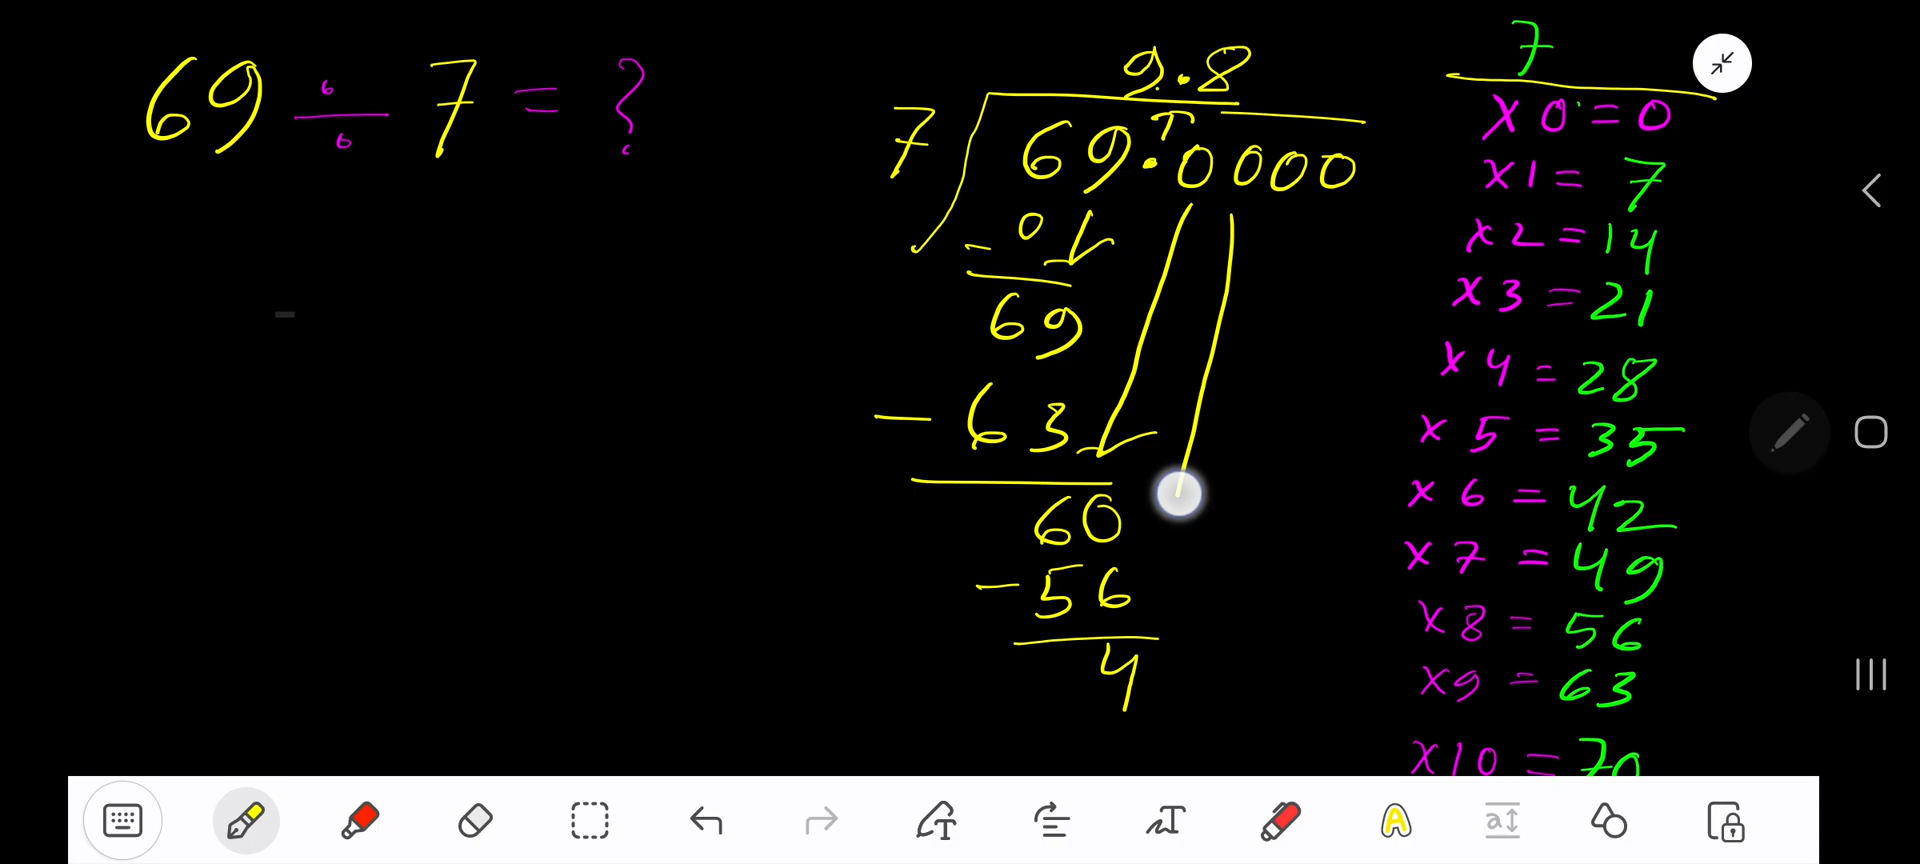 69 ÷ 7 = ?
9.8
7 69.0000
- 0
69
- 63
60
- 56
4
7
x 0 = 0
x 1 = 7
x 2 = 14
x 3 = 21
x 4 = 28
x 5 = 35
x 6 = 42
x 7 = 49
x 8 = 56
x 9 = 63
x 10 = 70
T
A
a